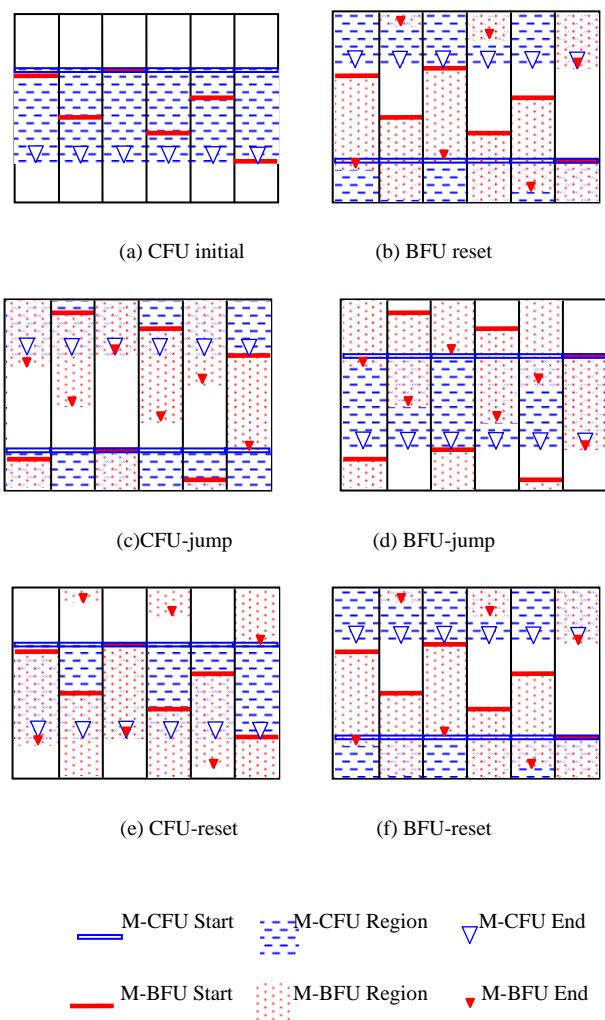 (a) CFU initial
(b) BFU reset
(c)CFU-jump
(d) BFU-jump
(e) CFU-reset
(f) BFU-reset
M-CFU Start
M-CFU Region
M-CFU End
M-BFU Start
M-BFU Region
M-BFU End